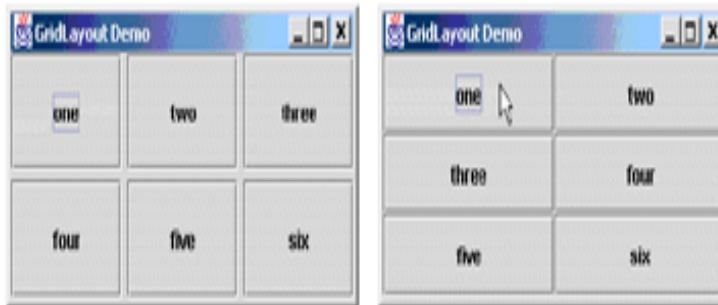 GridLayout Demo
one two three
four five six
GridLayout Demo
one two
three four
five six